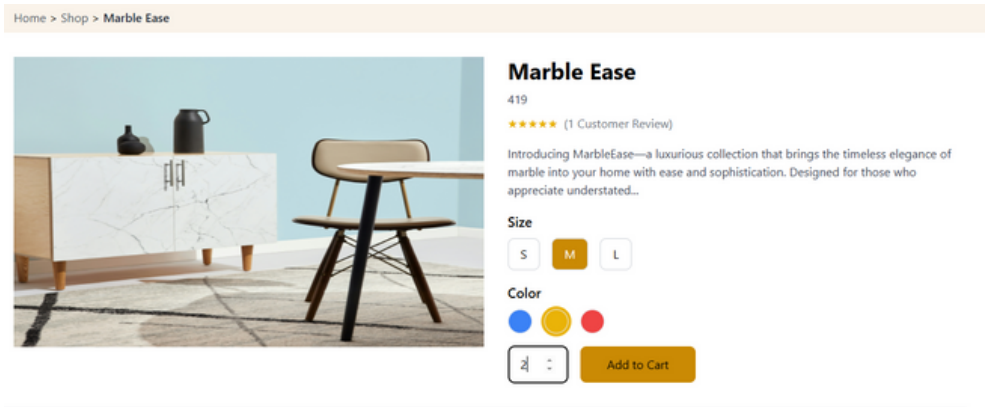 Home > Shop > Marble Ease
Marble Ease
419
★★★★★ (1 Customer Review)
Introducing MarbleEase—a luxurious collection that brings the timeless elegance of
marble into your home with ease and sophistication. Designed for those who
appreciate understated...
Size
S M L
Color
2 Add to Cart